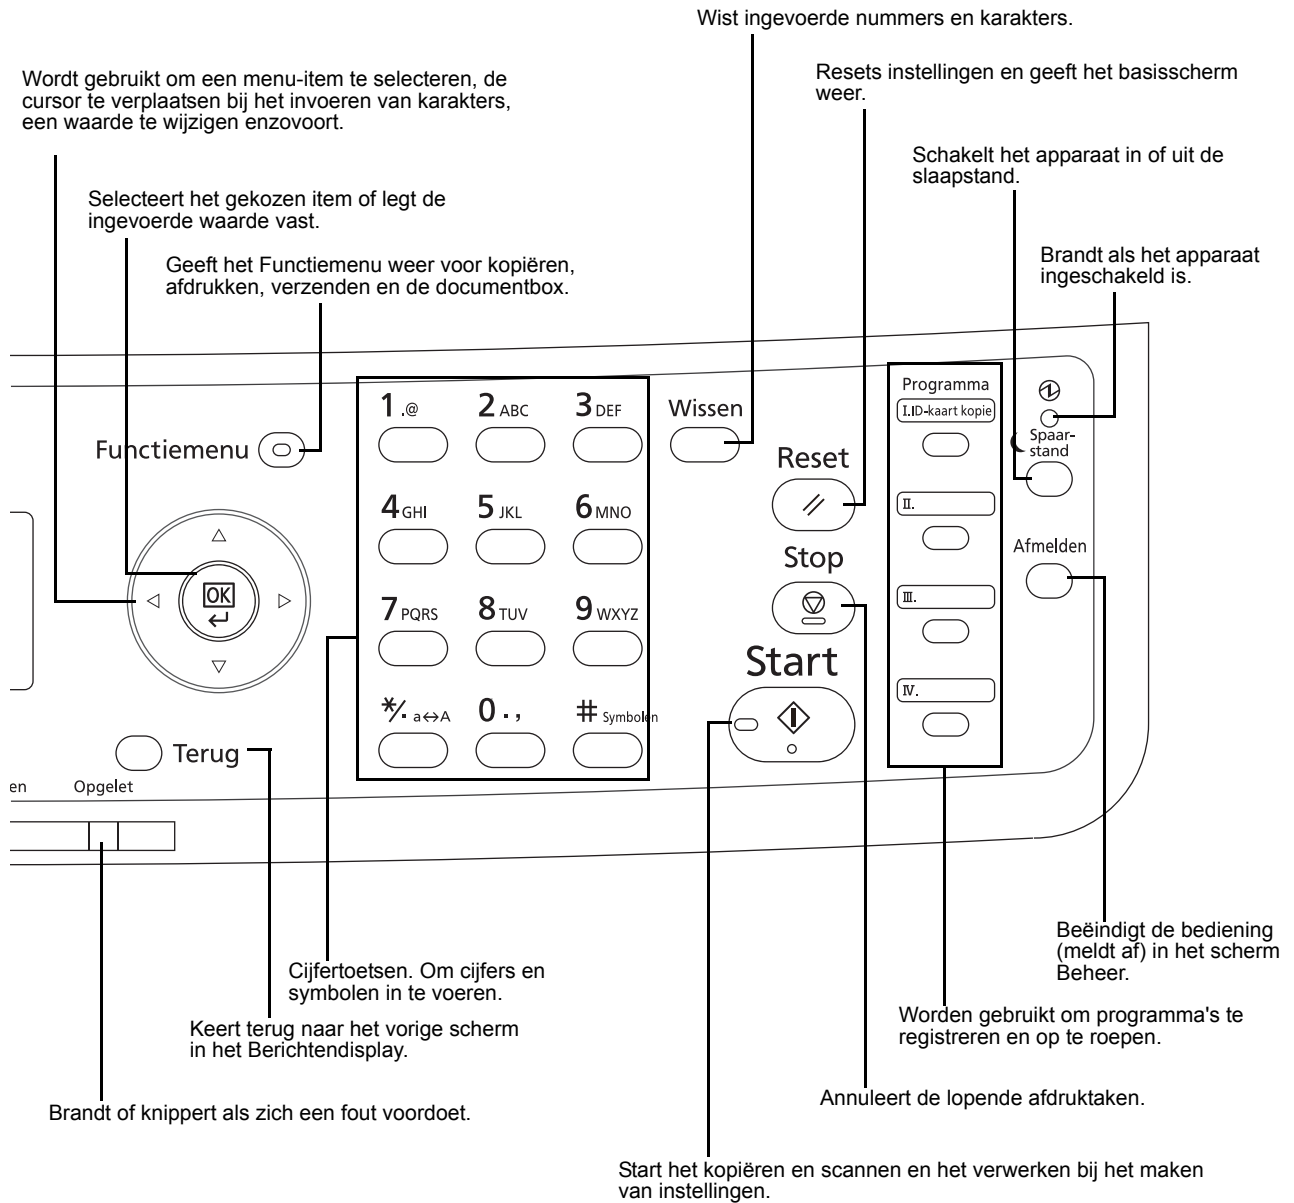 Wist ingevoerde nummers en karakters.
Wordt gebruikt om een menu-item te selecteren, de
cursor te verplaatsen bij het invoeren van karakters,
een waarde te wijzigen enzovoort.
Resets instellingen en geeft het basisscherm
weer.
Schakelt het apparaat in of uit de
slaapstand.
Selecteert het gekozen item of legt de
ingevoerde waarde vast.
Geeft het Functiemenu weer voor kopiëren,
afdrukken, verzenden en de documentbox.
Brandt als het apparaat
ingeschakeld is.
Functiemenu
OK
Terug
en
Opgelet
1 .@
2 ABC
3 DEF
4 GHI
5 JKL
6 MNO
7 PQRS
8 TUV
9 WXYZ
*/. a↔A
0 . ,
# Symbolen
Wissen
Reset
Stop
Start
Programma
I.ID-kaart kopie
II.
III.
IV.
Spaar-
stand
Afmelden
Beëindigt de bediening
(meldt af) in het scherm
Beheer.
Cijfertoetsen. Om cijfers en
symbolen in te voeren.
Worden gebruikt om programma's te
registreren en op te roepen.
Keert terug naar het vorige scherm
in het Berichtendisplay.
Annuleert de lopende afdruktaken.
Brandt of knippert als zich een fout voordoet.
Start het kopiëren en scannen en het verwerken bij het maken
van instellingen.